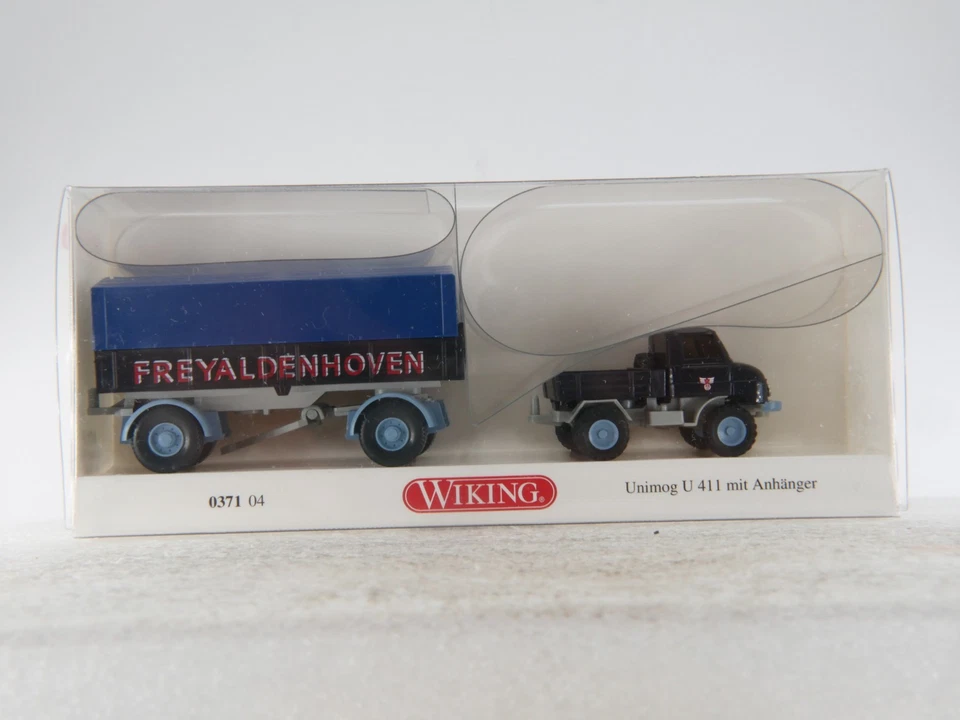 FREYALDENHOVEN
0371 04
WIKING
Unimog U 411 mit Anhänger